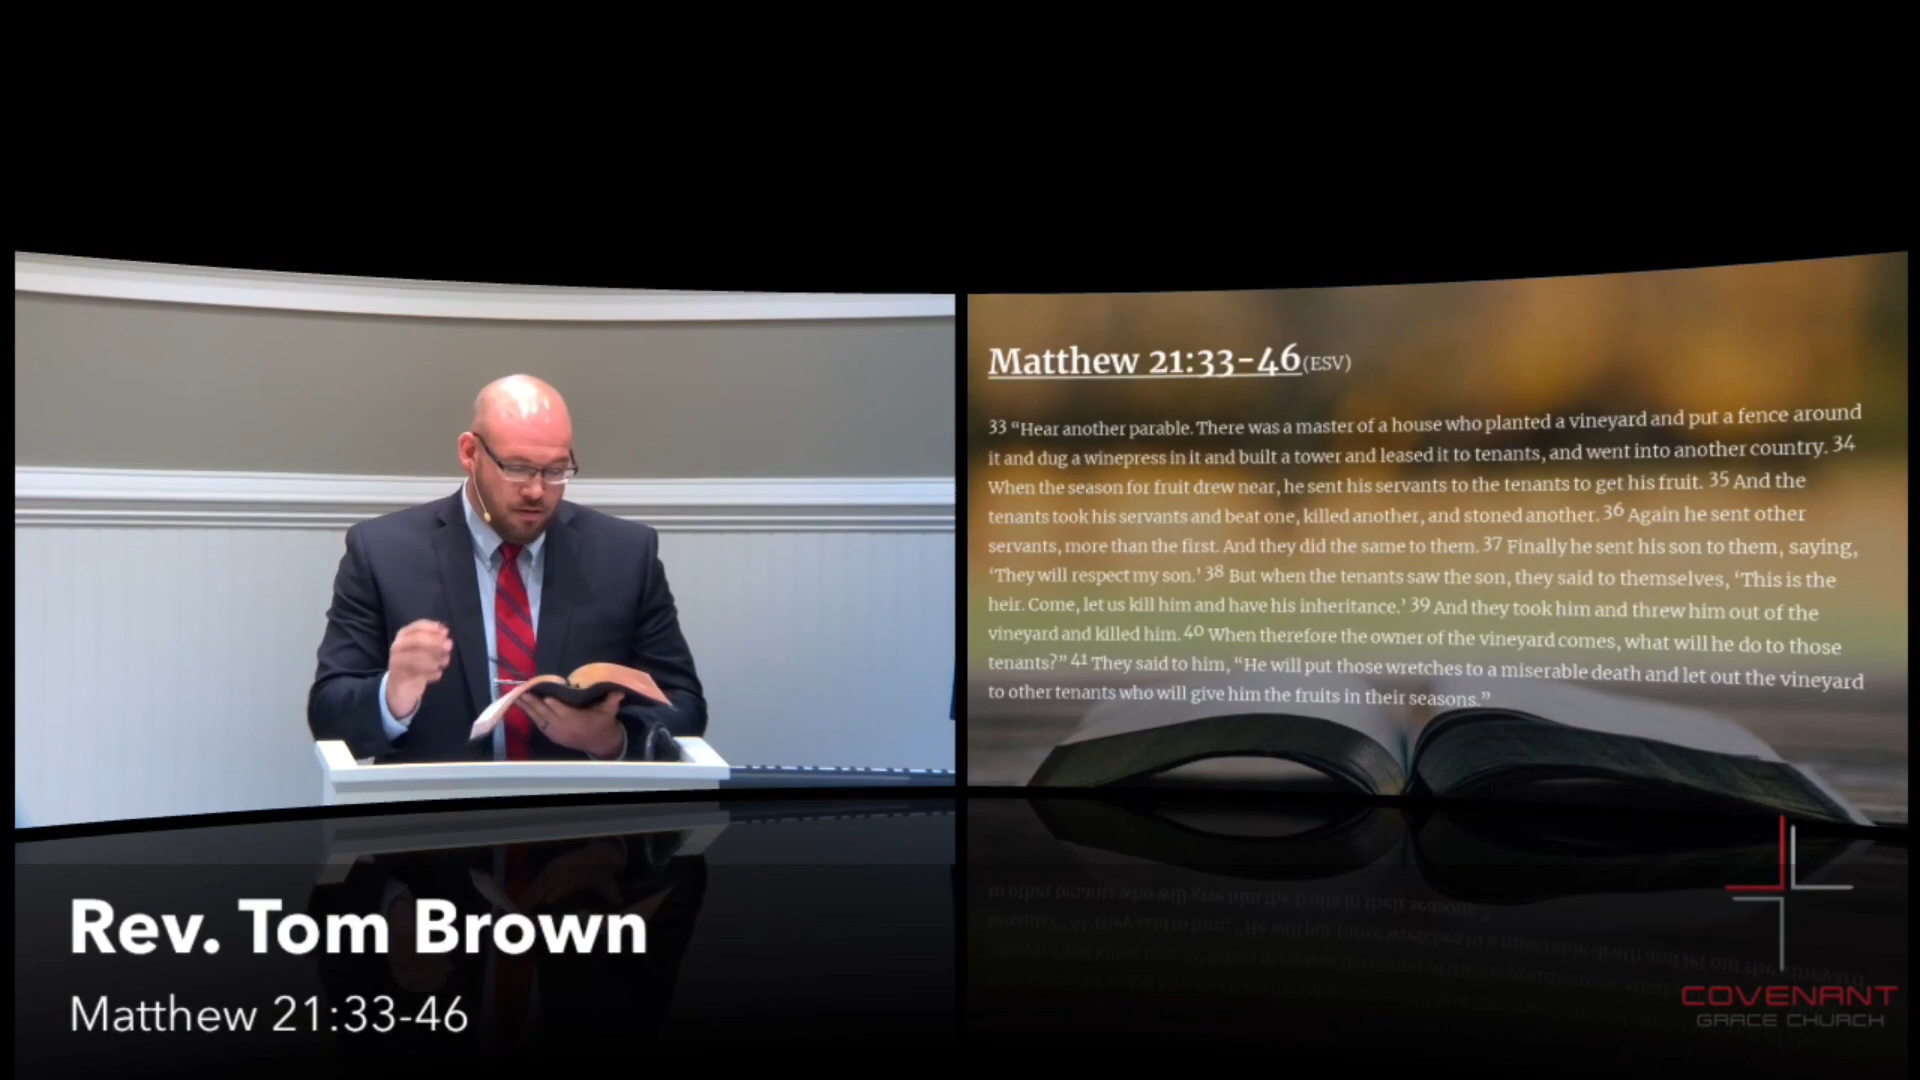 Matthew 21:33-46(ESV)
33 “Hear another parable. There was a master of a house who planted a vineyard and put a fence around
it and dug a winepress in it and built a tower and leased it to tenants, and went into another country. 34
When the season for fruit drew near, he sent his servants to the tenants to get his fruit. 35 And the
tenants took his servants and beat one, killed another, and stoned another. 36 Again he sent other
servants, more than the first. And they did the same to them. 37 Finally he sent his son to them, saying,
‘They will respect my son.’ 38 But when the tenants saw the son, they said to themselves, ‘This is the
heir. Come, let us kill him and have his inheritance.’ 39 And they took him and threw him out of the
vineyard and killed him. 40 When therefore the owner of the vineyard comes, what will he do to those
tenants?” 41 They said to him, “He will put those wretches to a miserable death and let out the vineyard
to other tenants who will give him the fruits in their seasons.”
Rev. Tom Brown
Matthew 21:33-46
COVENANT
GRACE CHURCH